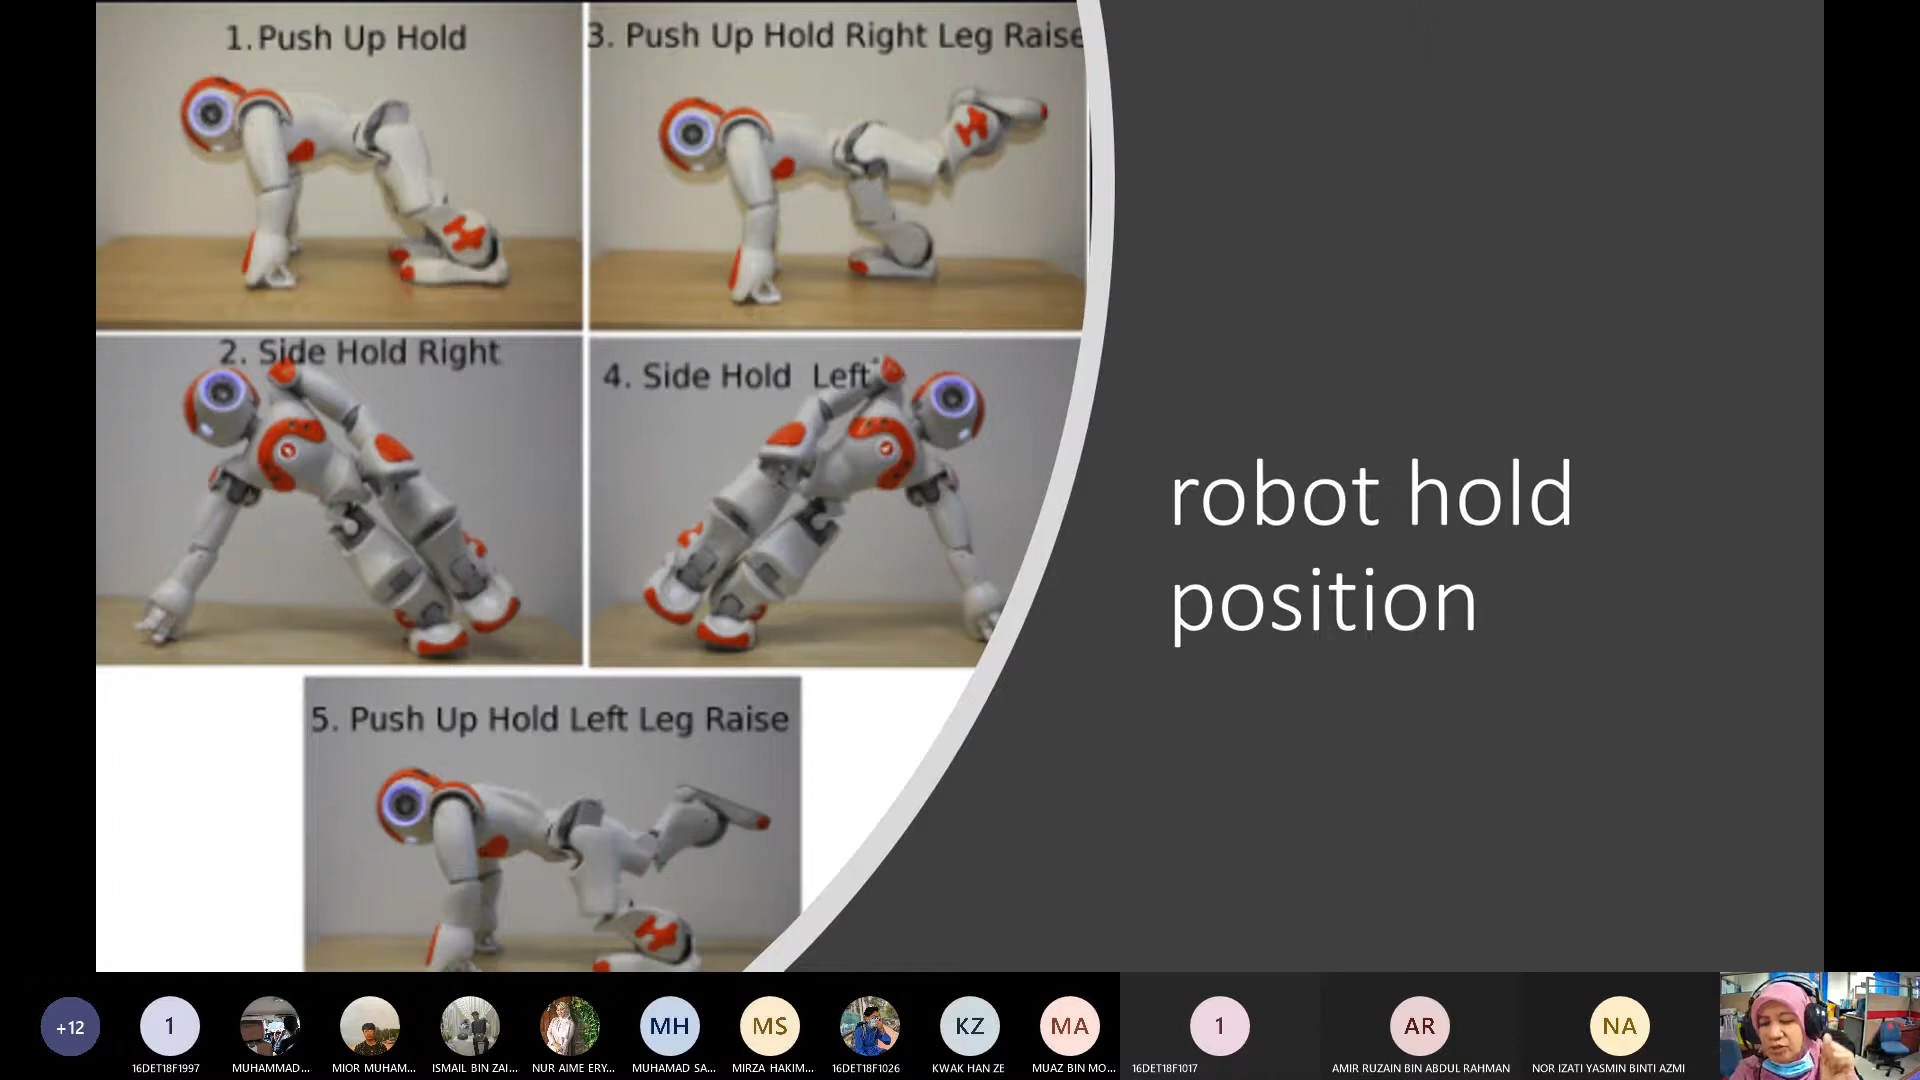 1. Push Up Hold
3. Push Up Hold Right Leg Raise
2. Side Hold Right
4. Side Hold Left
5. Push Up Hold Left Leg Raise
robot hold
position
+12
1
MH
MS
KZ
MA
1
AR
NA
16DET18F1997
MUHAMMAD...
MIOR MUHAM...
ISMAIL BIN ZAI...
NUR AIME ERY...
MUHAMAD SA...
MIRZA HAKIM...
16DET18F1026
KWAK HAN ZE
MUAZ BIN MO...
16DET18F1017
AMIR RUZAIN BIN ABDUL RAHMAN
NOR IZATI YASMIN BINTI AZMI